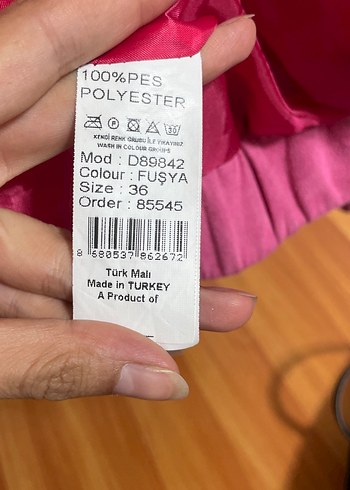 100%PES
POLYESTER
P
30
KENDİ RENK GRUBU İLE YIKAYINIZ
WASH IN COLOUR GROUPS
Mod : D89842
Colour : FUŞYA
Size : 36
Order : 85545
8 680537 862672
Türk Malı
Made in TURKEY
A Product of